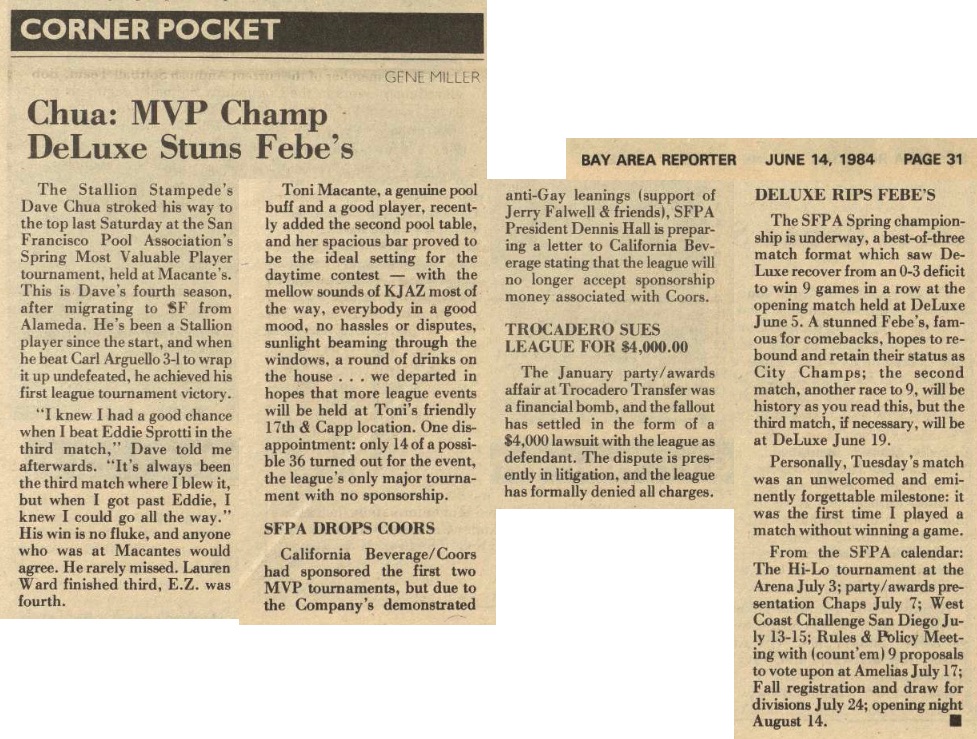 CORNER POCKET
GENE MILLER
Chua: MVP Champ
DeLuxe Stuns Febe's
The Stallion Stampede's
Dave Chua stroked his way to
the top last Saturday at the San
Francisco Pool Association's
Spring Most Valuable Player
tournament, held at Macante's.
This is Dave's fourth season,
after migrating to SF from
Alameda. He's been a Stallion
player since the start, and when
he beat Carl Arguello 3-l to wrap
it up undefeated, he achieved his
first league tournament victory.
"I knew I had a good chance
when I beat Eddie Sprotti in the
third match," Dave told me
afterwards. "It's always been
the third match where I blew it,
but when I got past Eddie, I
knew I could go all the way."
His win is no fluke, and anyone
who was at Macantes would
agree. He rarely missed. Lauren
Ward finished third, E.Z. was
fourth.
Toni Macante, a genuine pool
buff and a good player, recent-
ly added the second pool table,
and her spacious bar proved to
be the ideal setting for the
daytime contest — with the
mellow sounds of KJAZ most of
the way, everybody in a good
mood, no hassles or disputes,
sunlight beaming through the
windows, a round of drinks on
the house . . . we departed in
hopes that more league events
will be held at Toni's friendly
17th & Capp location. One dis-
appointment: only 14 of a possi-
ble 36 turned out for the event,
the league's only major tourna-
ment with no sponsorship.
SFPA DROPS COORS
California Beverage/Coors
had sponsored the first two
MVP tournaments, but due to
the Company's demonstrated
BAY AREA REPORTER JUNE 14, 1984 PAGE 31
anti-Gay leanings (support of
Jerry Falwell & friends), SFPA
President Dennis Hall is prepar-
ing a letter to California Bev-
erage stating that the league will
no longer accept sponsorship
money associated with Coors.
TROCADERO SUES
LEAGUE FOR $4,000.00
The January party/awards
affair at Trocadero Transfer was
a financial bomb, and the fallout
has settled in the form of a
$4,000 lawsuit with the league as
defendant. The dispute is pres-
ently in litigation, and the league
has formally denied all charges.
DELUXE RIPS FEBE'S
The SFPA Spring champion-
ship is underway, a best-of-three
match format which saw De-
Luxe recover from an 0-3 deficit
to win 9 games in a row at the
opening match held at DeLuxe
June 5. A stunned Febe's, fam-
ous for comebacks, hopes to re-
bound and retain their status as
City Champs; the second
match, another race to 9, will be
history as you read this, but the
third match, if necessary, will be
at DeLuxe June 19.
Personally, Tuesday's match
was an unwelcomed and emi-
nently forgettable milestone: it
was the first time I played a
match without winning a game.
From the SFPA calendar:
The Hi-Lo tournament at the
Arena July 3; party/awards pre-
sentation Chaps July 7; West
Coast Challenge San Diego Ju-
ly 13-15; Rules & Policy Meet-
ing with (count'em) 9 proposals
to vote upon at Amelias July 17;
Fall registration and draw for
divisions July 24; opening night
August 14. ■